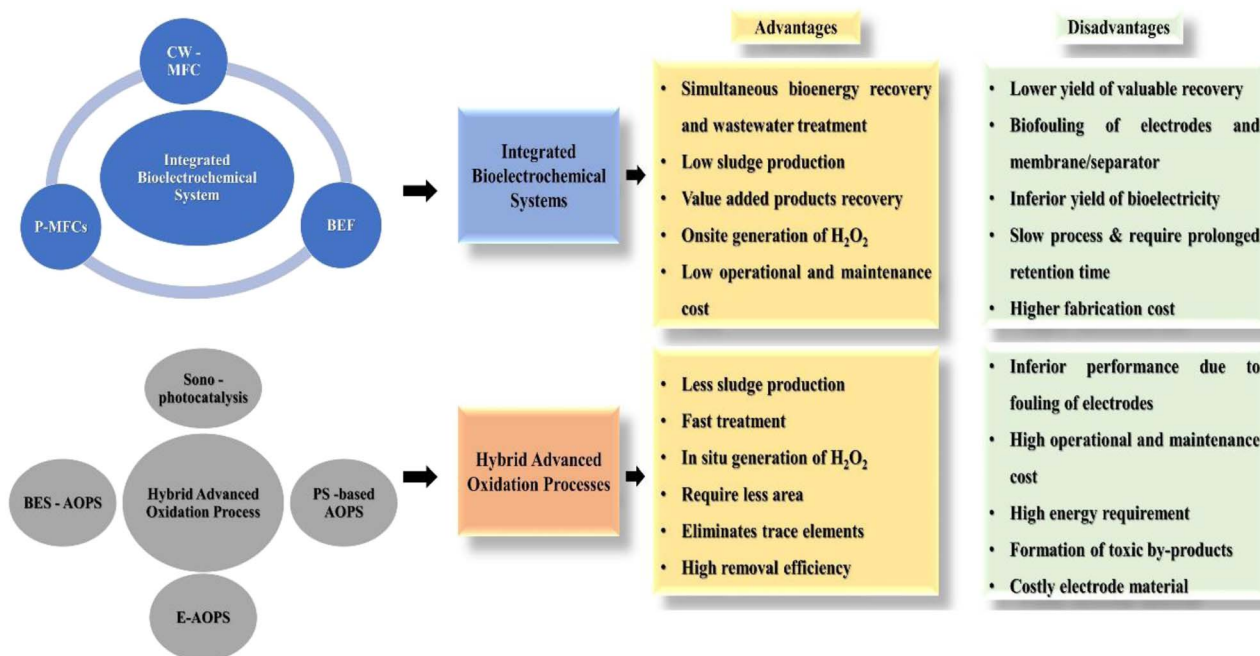 CW -
MFC
Integrated
Bioelectrochemical
System
P-MFCs
BEF
Integrated
Bioelectrochemical
Systems
Advantages
• Simultaneous bioenergy recovery
and wastewater treatment
• Low sludge production
• Value added products recovery
• Onsite generation of H₂O₂
• Low operational and maintenance
cost
Disadvantages
• Lower yield of valuable recovery
• Biofouling of electrodes and
membrane/separator
• Inferior yield of bioelectricity
• Slow process & require prolonged
retention time
• Higher fabrication cost
Sono -
photocatalysis
BES - AOPS
Hybrid Advanced
Oxidation Process
PS -based
AOPS
E-AOPS
Hybrid Advanced
Oxidation Processes
• Less sludge production
• Fast treatment
• In situ generation of H₂O₂
• Require less area
• Eliminates trace elements
• High removal efficiency
• Inferior performance due to
fouling of electrodes
• High operational and maintenance
cost
• High energy requirement
• Formation of toxic by-products
• Costly electrode material